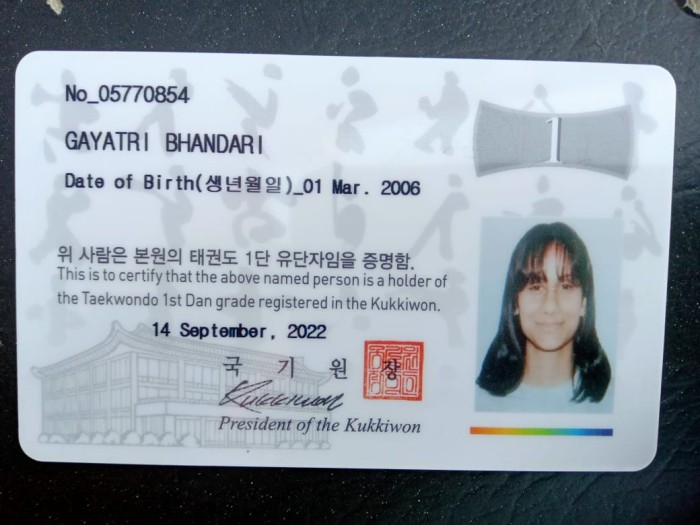 No_05770854
1
GAYATRI BHANDARI
Date of Birth(생년월일)_01 Mar. 2006
위 사람은 본원의 태권도 1단 유단자임을 증명함.
This is to certify that the above named person is a holder of
the Taekwondo 1st Dan grade registered in the Kukkiwon.
14 September, 2022
국 기 원 장
Kukkiwon
President of the Kukkiwon